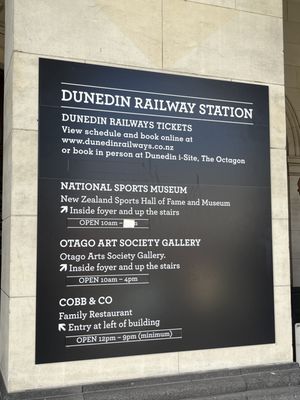 DUNEDIN RAILWAY STATION
DUNEDIN RAILWAYS TICKETS
View schedule and book online at
www.dunedinrailways.co.nz
or book in person at Dunedin i-Site, The Octagon
NATIONAL SPORTS MUSEUM
New Zealand Sports Hall of Fame and Museum
Inside foyer and up the stairs
OPEN 10am –
OTAGO ART SOCIETY GALLERY
Otago Arts Society Gallery.
Inside foyer and up the stairs
OPEN 10am – 4pm
COBB & CO
Family Restaurant
Entry at left of building
OPEN 12pm – 9pm (minimum)